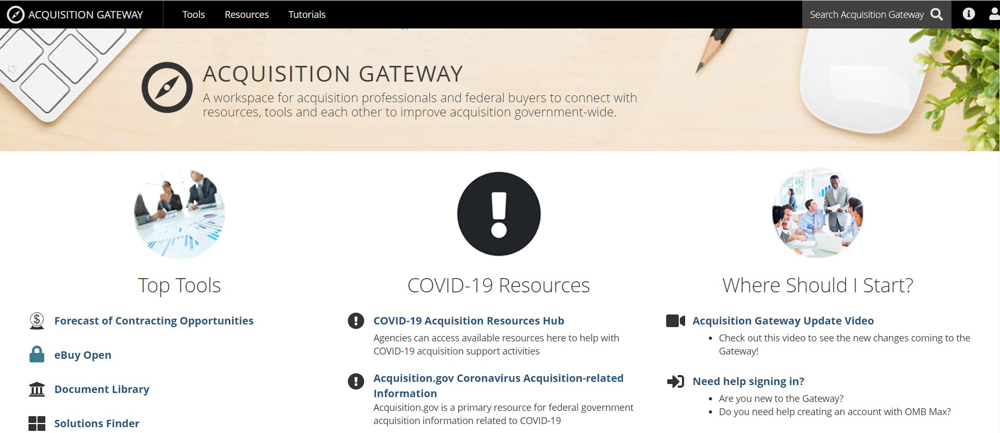 ACQUISITION GATEWAY
Tools
Resources
Tutorials
Search Acquisition Gateway
ACQUISITION GATEWAY
A workspace for acquisition professionals and federal buyers to connect with
resources, tools and each other to improve acquisition government-wide.
Top Tools
Forecast of Contracting Opportunities
eBuy Open
Document Library
Solutions Finder
COVID-19 Resources
COVID-19 Acquisition Resources Hub
Agencies can access available resources here to help with
COVID-19 acquisition support activities
Acquisition.gov Coronavirus Acquisition-related
Information
Acquisition.gov is a primary resource for federal government
acquisition information related to COVID-19
Where Should I Start?
Acquisition Gateway Update Video
• Check out this video to see the new changes coming to the
Gateway!
Need help signing in?
• Are you new to the Gateway?
• Do you need help creating an account with OMB Max?